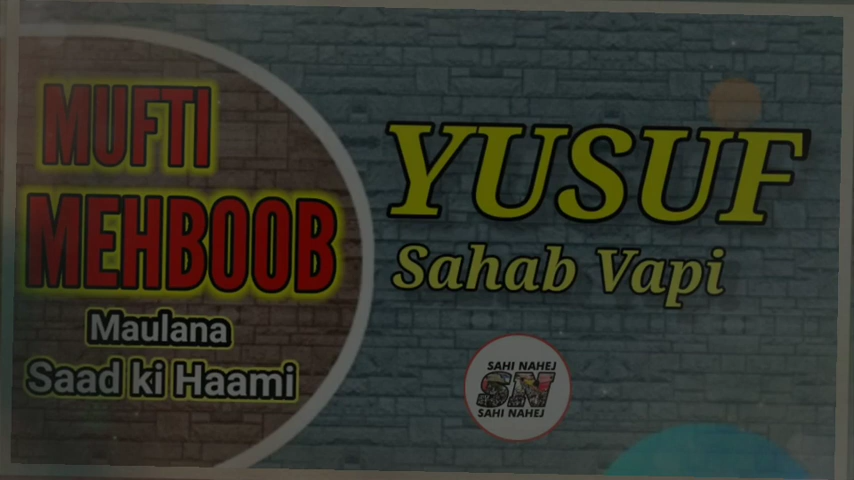 MUFTI
MEHBOOB
Maulana
Saad ki Haami
YUSUF
Sahab Vapi
SAHI NAHEJ
SN
SAHI NAHEJ